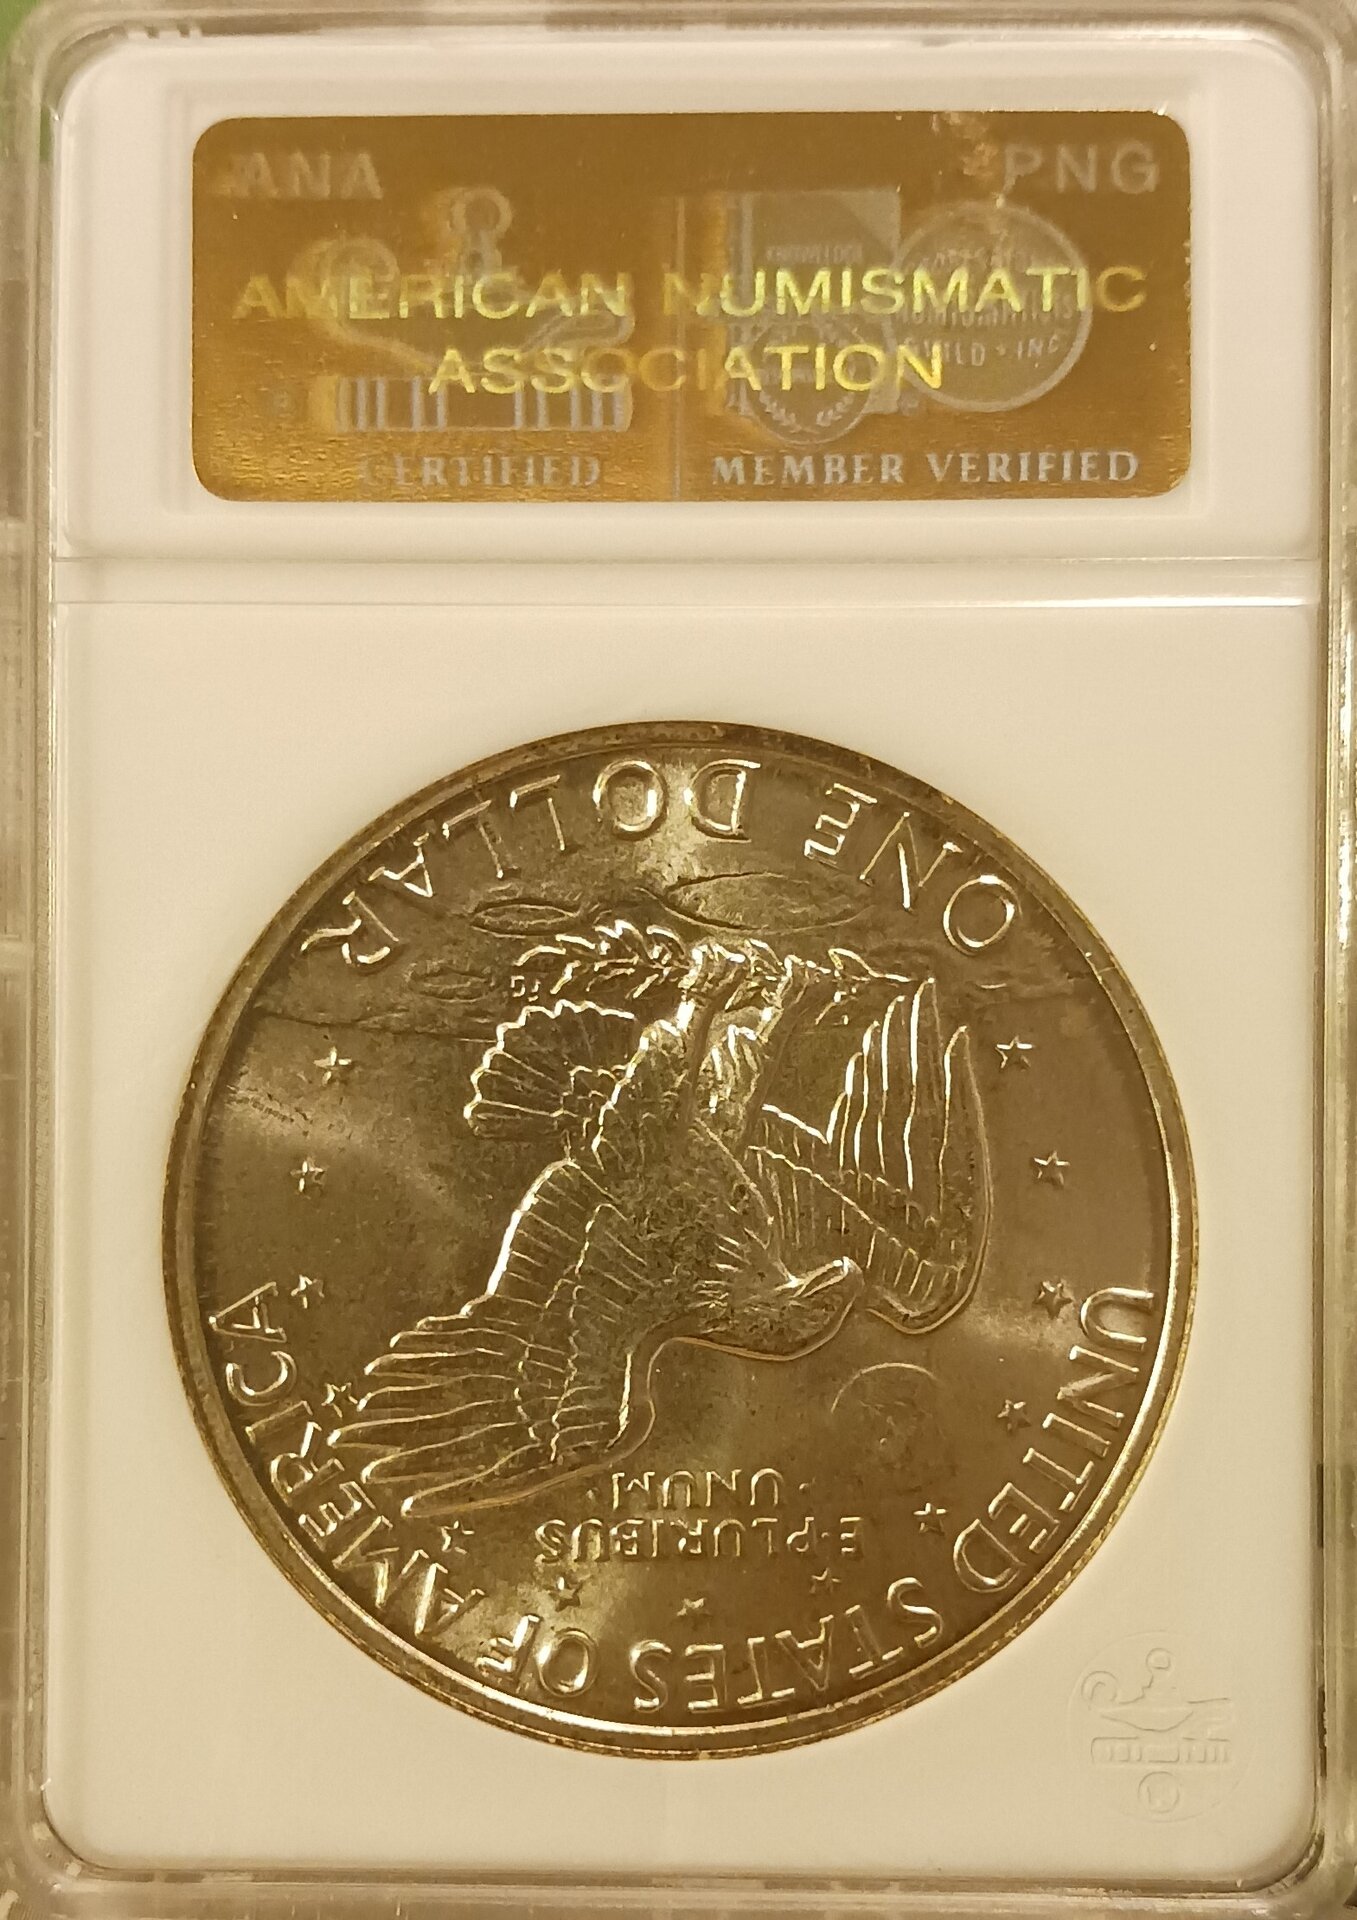 ANA PNG
AMERICAN NUMISMATIC
ASSOCIATION
CERTIFIED MEMBER VERIFIED
UNITED STATES OF AMERICA
E·PLURIBUS
·UNUM·
ONE DOLLAR